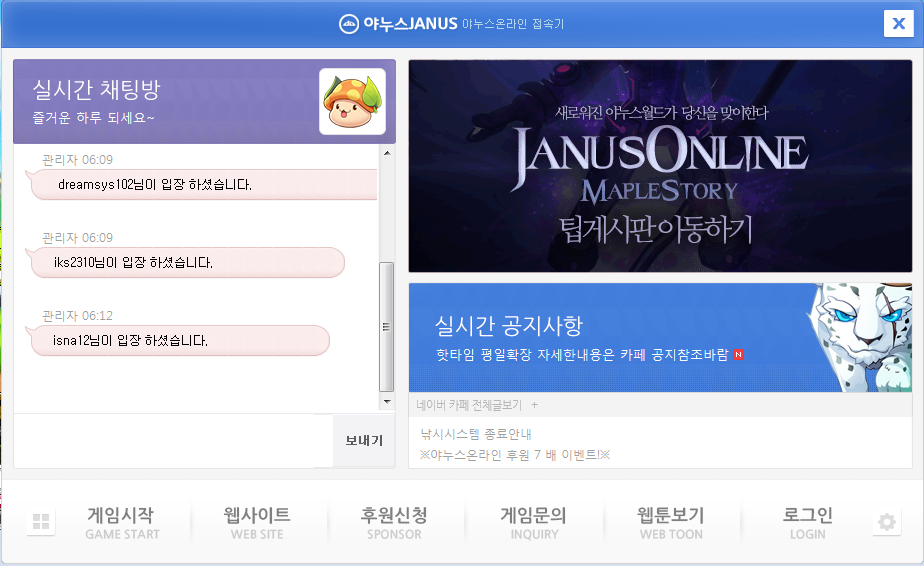 야누스JANUS 야누스온라인 접속기
실시간 채팅방
즐거운 하루 되세요~
관리자 06:09
dreamsys102님이 입장 하셨습니다.
관리자 06:09
iks2310님이 입장 하셨습니다.
관리자 06:12
isna12님이 입장 하셨습니다.
보내기
새로워진 야누스월드가 당신을 맞이한다
JANUSONLINE
MAPLESTORY
팁게시판이동하기
실시간 공지사항
핫타임 평일확장 자세한내용은 카페 공지참조바람 N
네이버 카페 전체글보기 +
낚시시스템 종료안내
※야누스온라인 후원 7 배 이벤트!※
게임시작
GAME START
웹사이트
WEB SITE
후원신청
SPONSOR
게임문의
INQUIRY
웹툰보기
WEB TOON
로그인
LOGIN